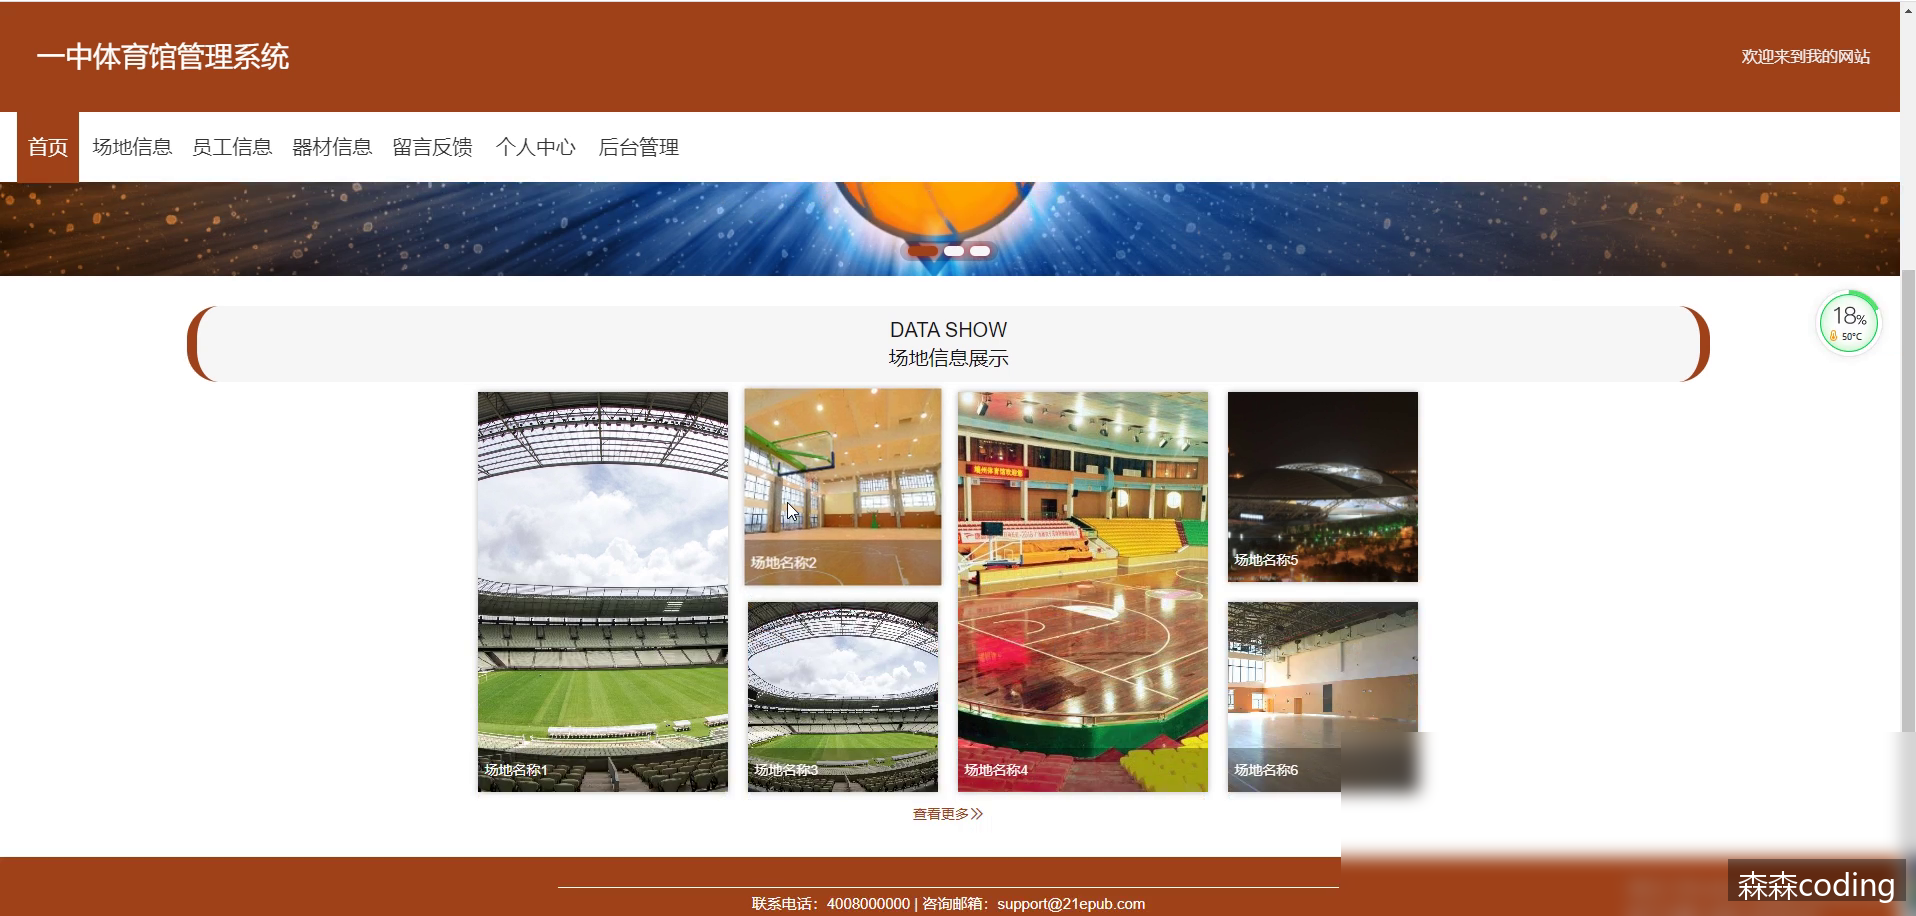 一中体育馆管理系统
欢迎来到我的网站
首页 场地信息 员工信息 器材信息 留言反馈 个人中心 后台管理
DATA SHOW
场地信息展示
18%
50°C
场地名称1
场地名称2
场地名称3
场地名称4
场地名称5
场地名称6
查看更多
联系电话：4008000000 | 咨询邮箱：support@21epub.com
森森coding